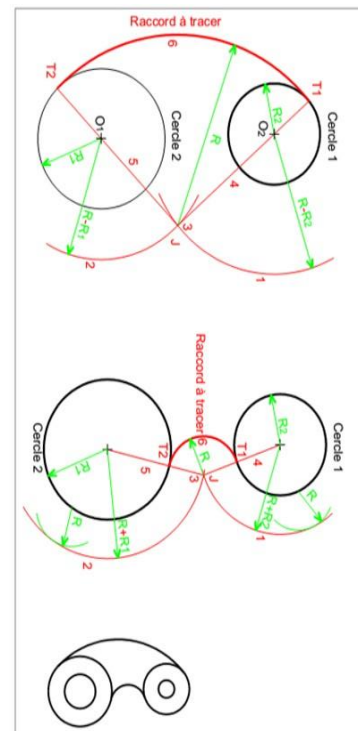 Raccord à tracer
6
T2
T1
Cercle 1
R2
O2
O1
Cercle 2
R
R1
5
4
R-R2
R-R1
3
J
2
1
Raccord à tracer
6
Cercle 1
R2
Cercle 2
T2
T1
R
4
R1
5
3
J
R
R+R2
1
R
R+R1
2